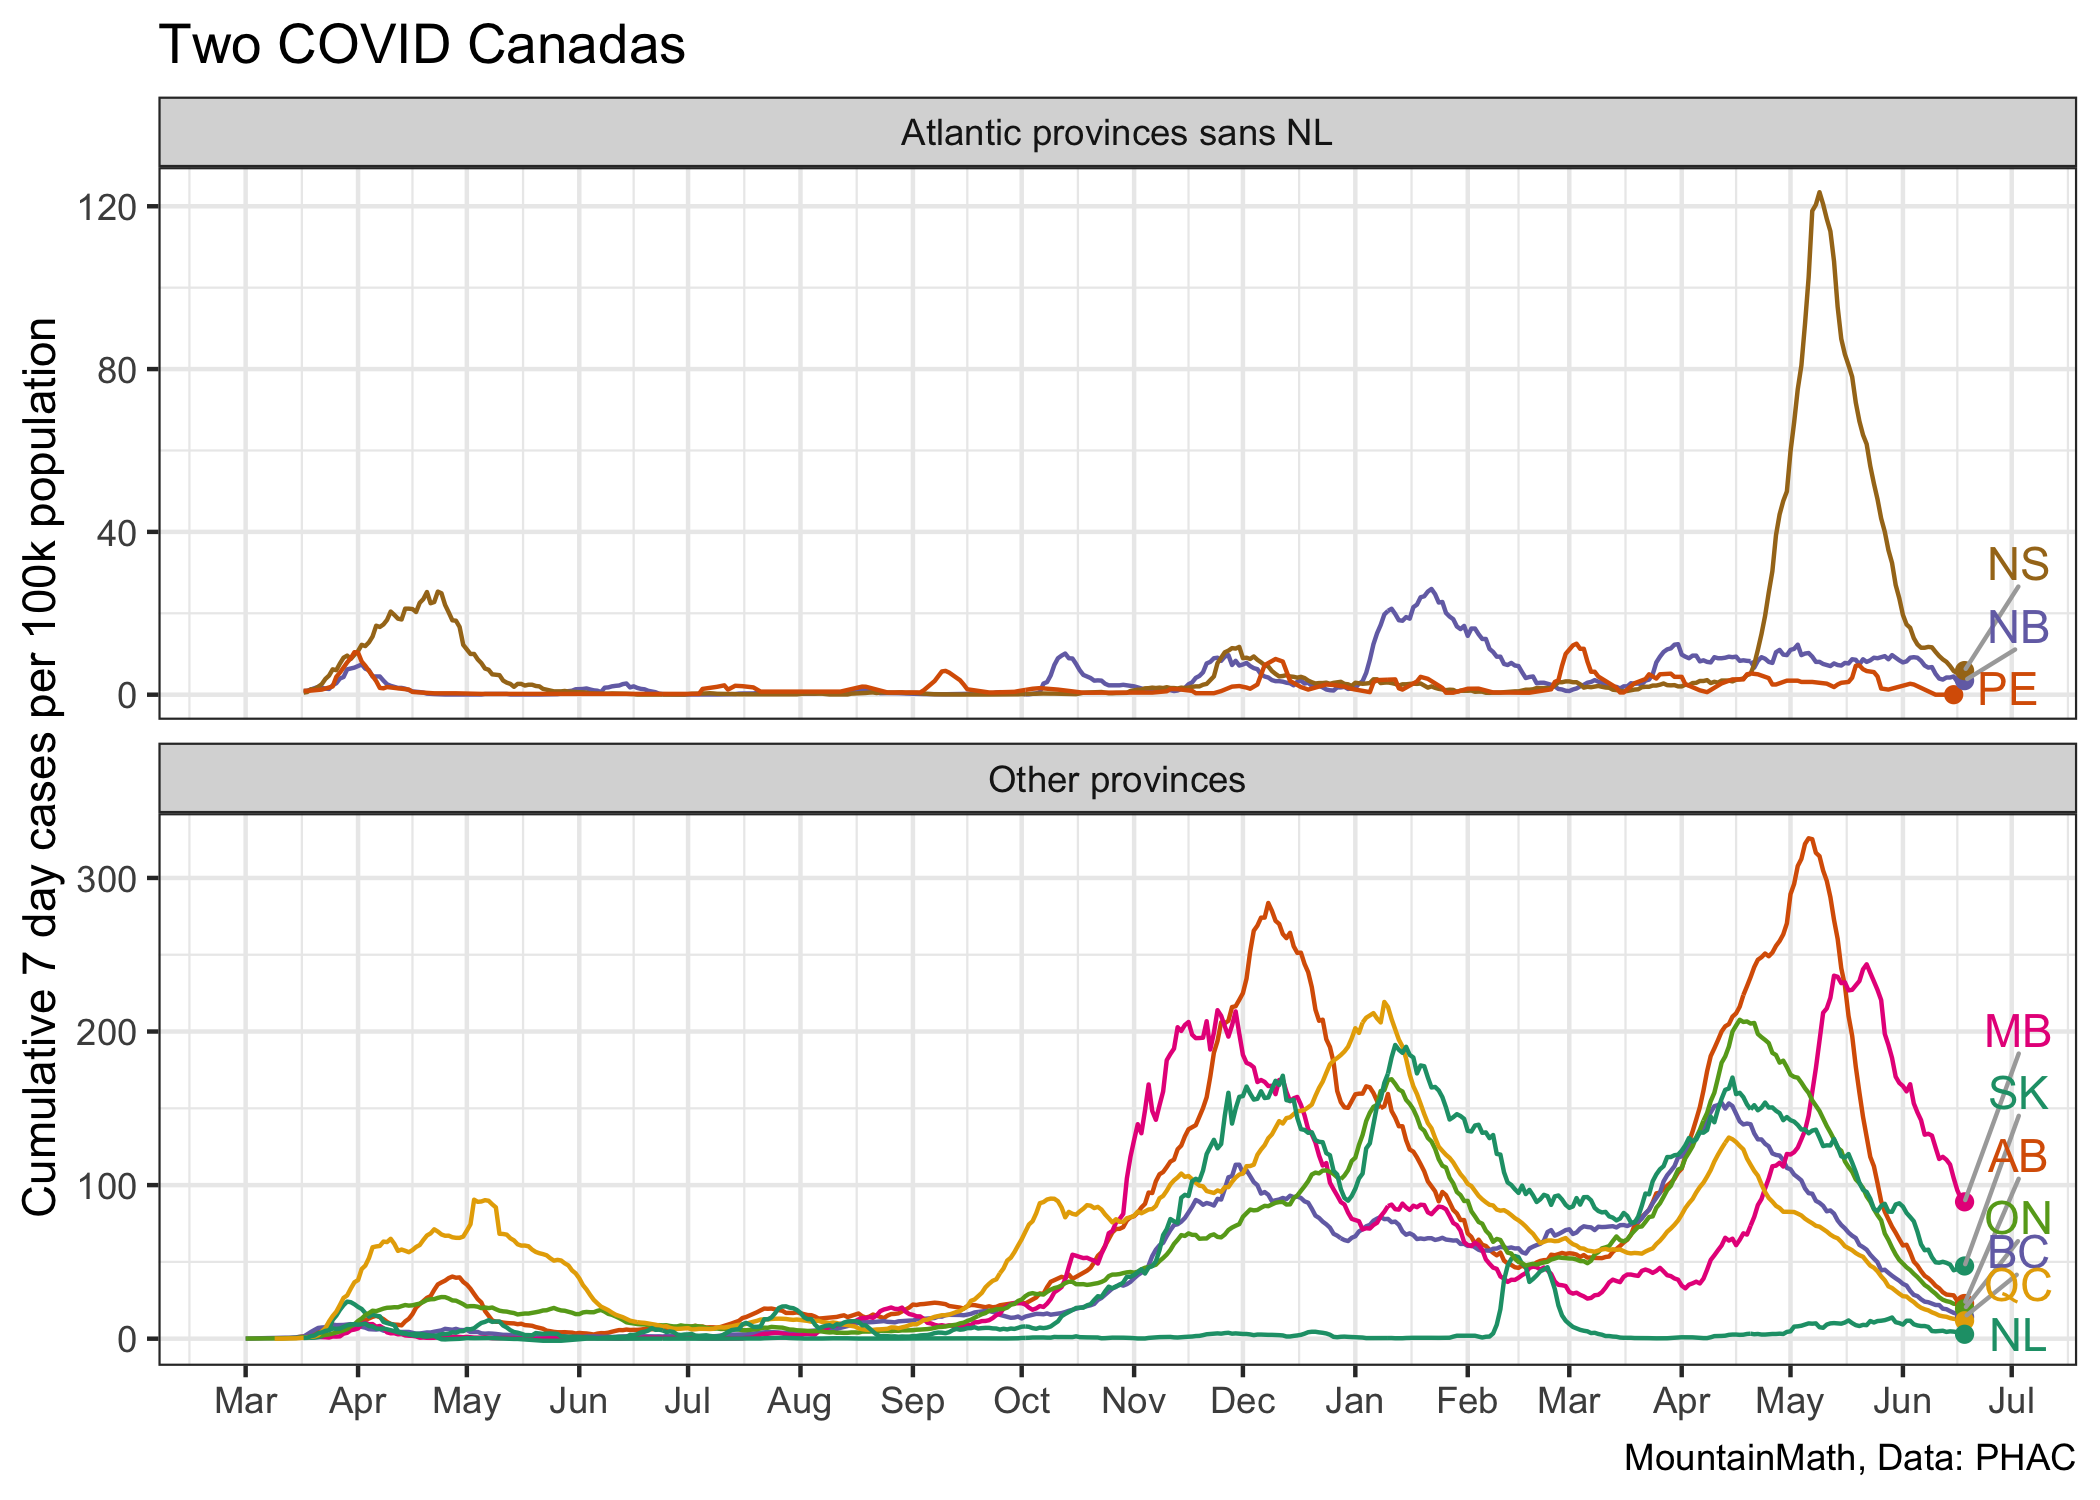 Two COVID Canadas
Atlantic provinces sans NL
120
80
40
0
NS
NB
PE
Cumulative 7 day cases per 100k population
Other provinces
300
200
100
0
MB
SK
AB
ON
BC
QC
NL
Mar Apr May Jun Jul Aug Sep Oct Nov Dec Jan Feb Mar Apr May Jun Jul
MountainMath, Data: PHAC